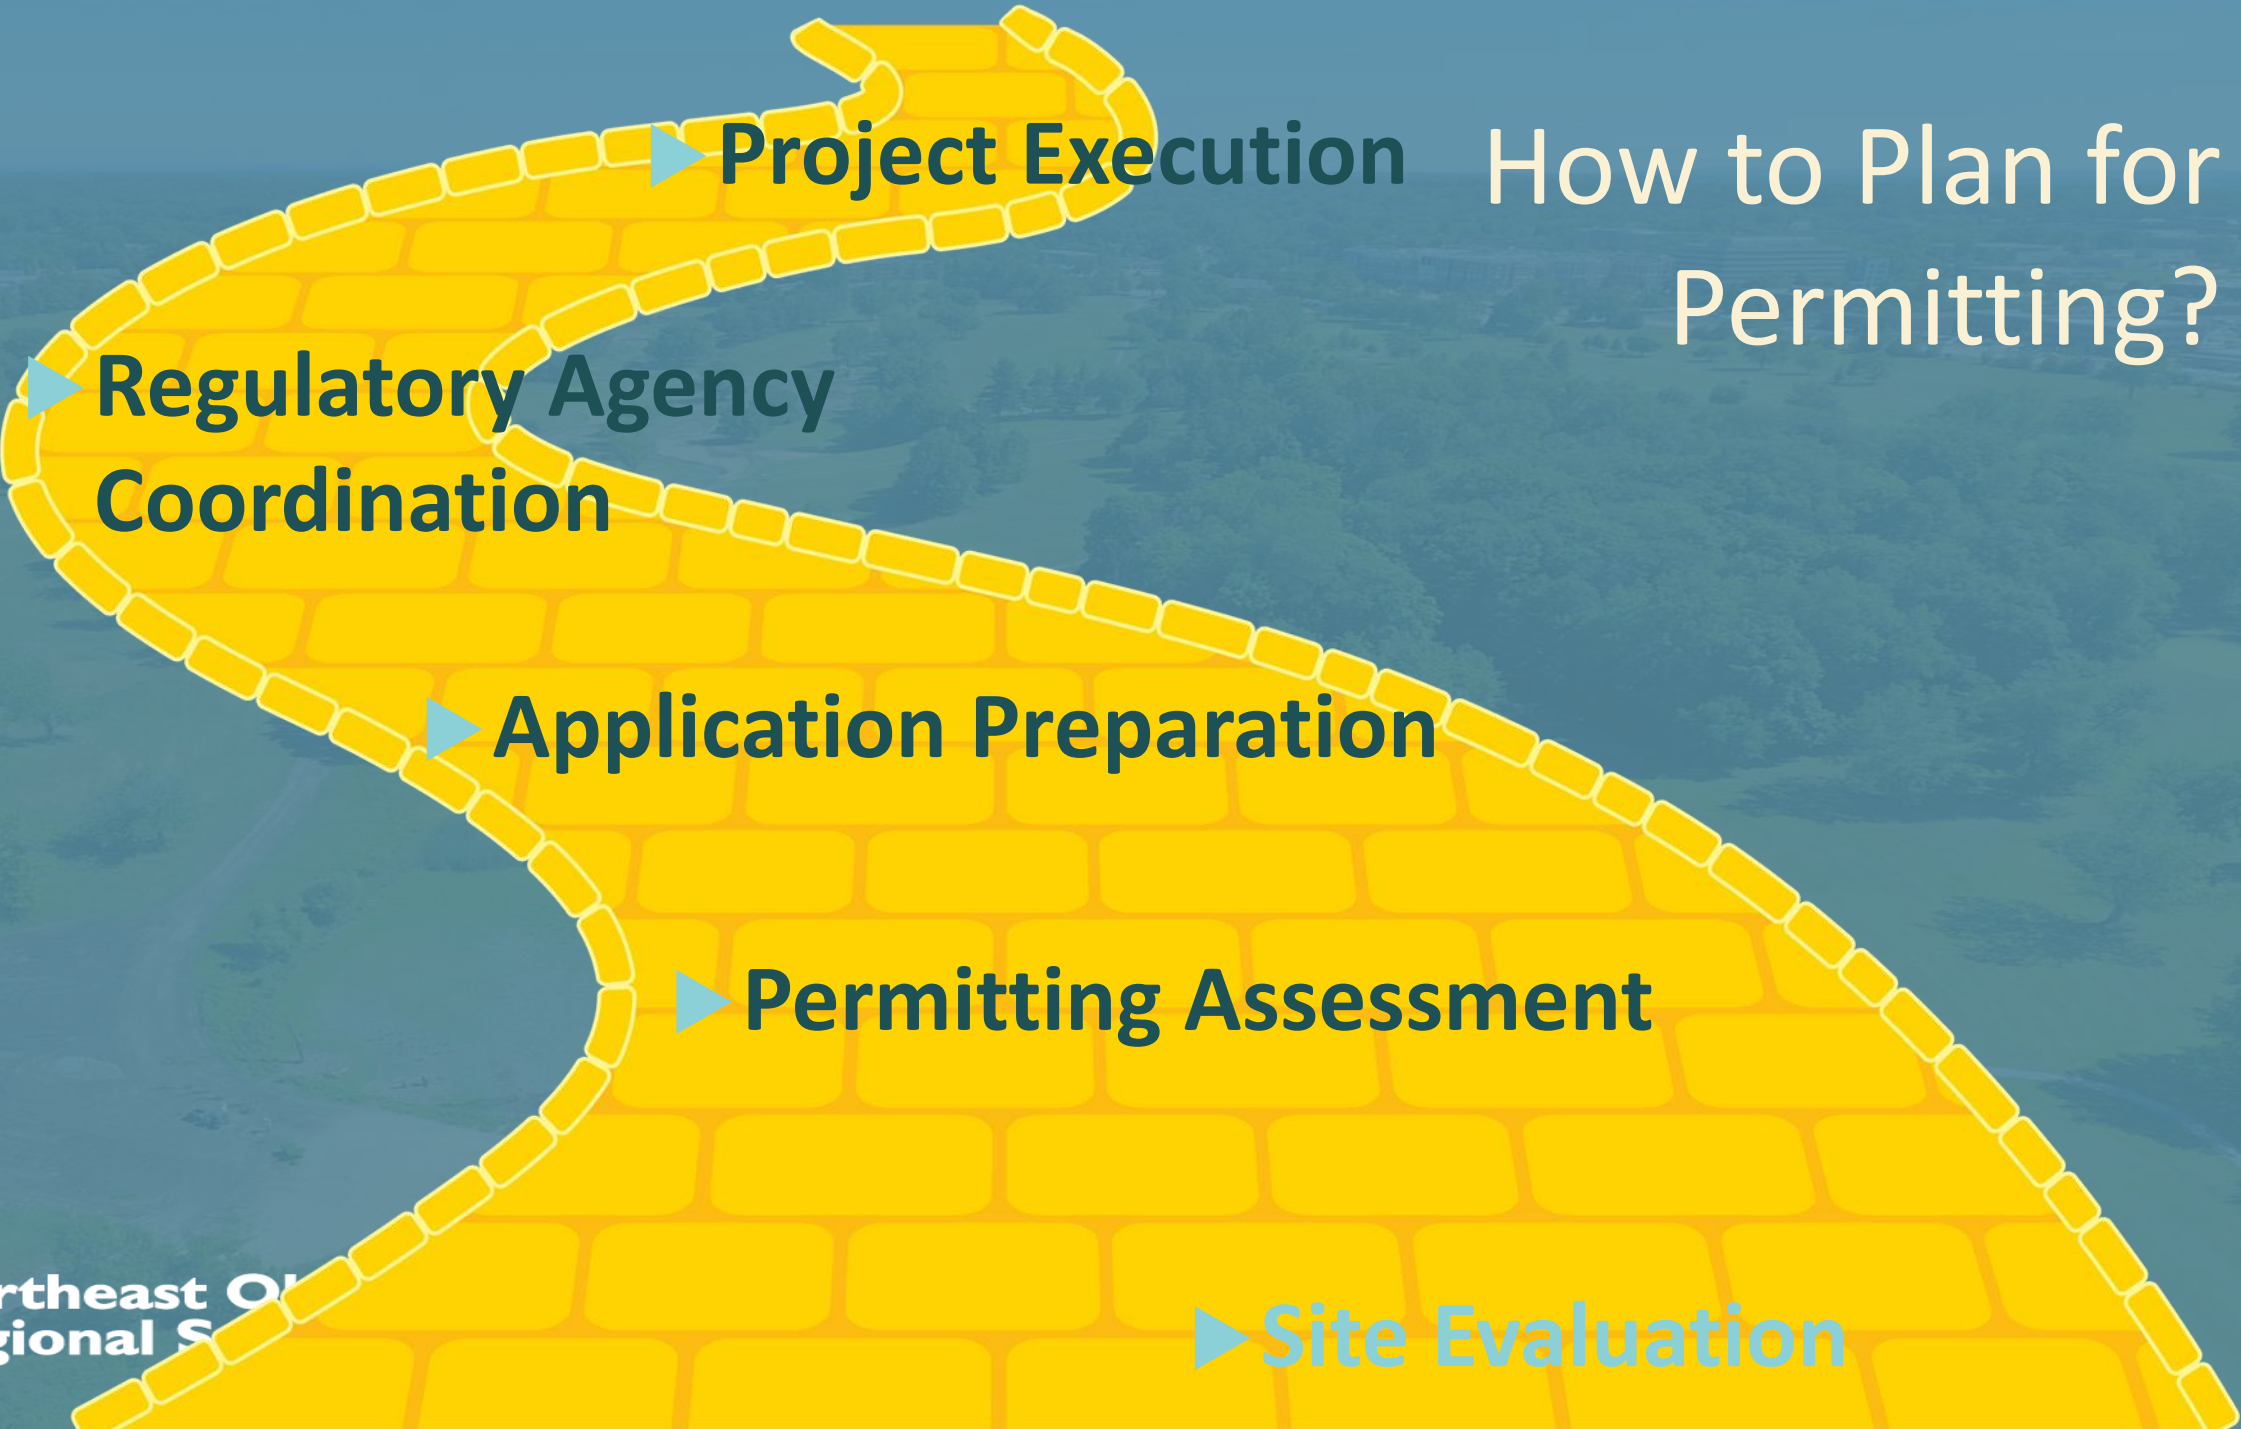 Project Execution
How to Plan for
Permitting?
Regulatory Agency
Coordination
Application Preparation
Permitting Assessment
Site Evaluation